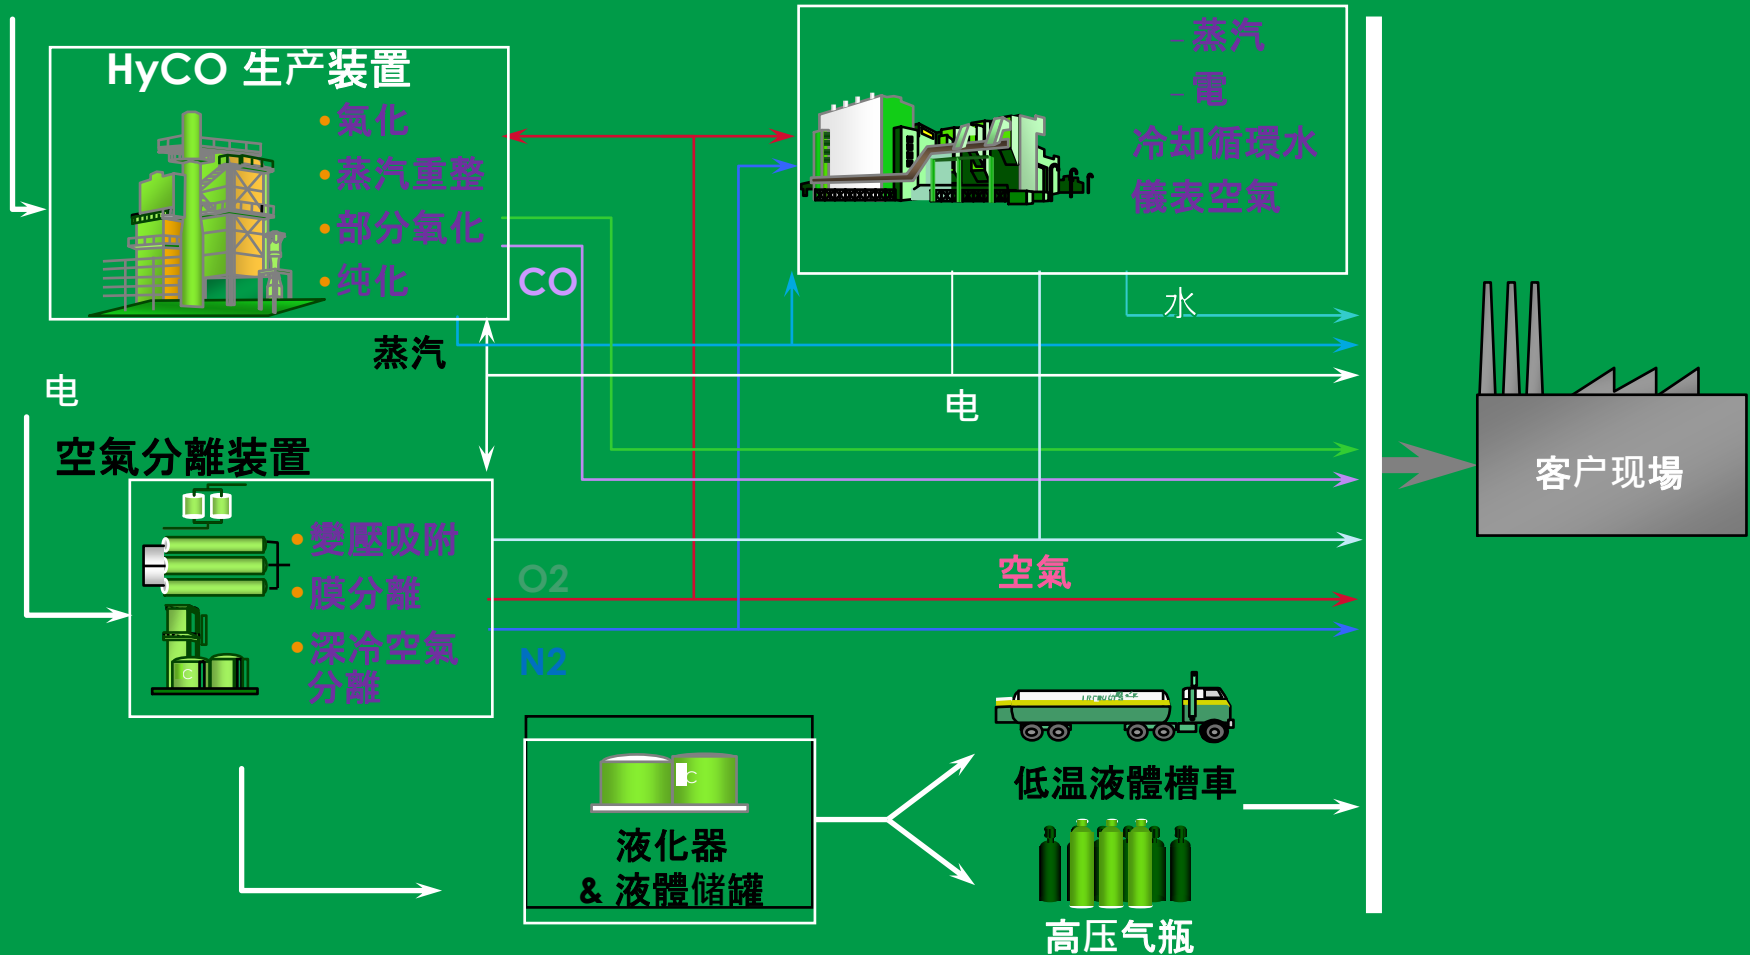 HyCO 生产装置
• 氣化
• 蒸汽重整
• 部分氧化
• 纯化
– 蒸汽
– 電
冷却循環水
儀表空氣
CO
水
蒸汽
电
电
空氣分離装置
• 變壓吸附
• 膜分離
• 深冷空氣
分離
C
O2
空氣
N2
客户现場
C
液化器
& 液體储罐
低温液體槽車
高压气瓶